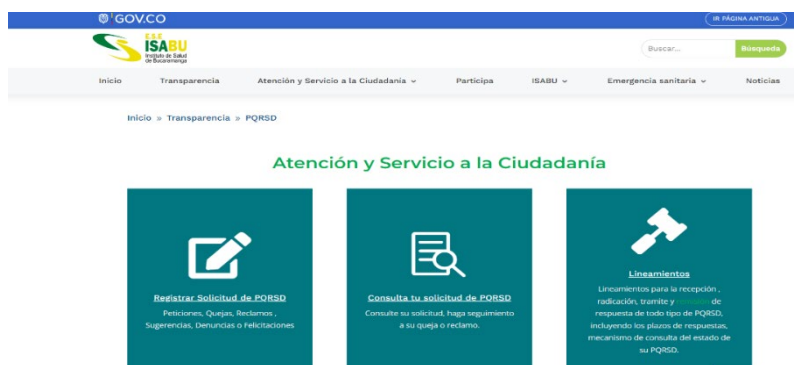 GOV.CO
IR PÁGINA ANTIGUA
E.S.E
ISABU
Instituto de Salud
de Bucaramanga
Buscar...
Búsqueda
Inicio Transparencia Atención y Servicio a la Ciudadanía Participa ISABU Emergencia sanitaria Noticias
Inicio » Transparencia » PQRSD
Atención y Servicio a la Ciudadanía
Registrar Solicitud de PQRSD
Peticiones, Quejas, Reclamos ,
Sugerencias, Denuncias o Felicitaciones
Consulta tu solicitud de PQRSD
Consulte su solicitud, haga seguimiento
a su queja o reclamo.
Lineamientos
Lineamientos para la recepción ,
radicación, tramite y de
respuesta de todo tipo de PQRSD,
incluyendo los plazos de respuestas,
mecanismo de consulta del estado de
su PQRSD.